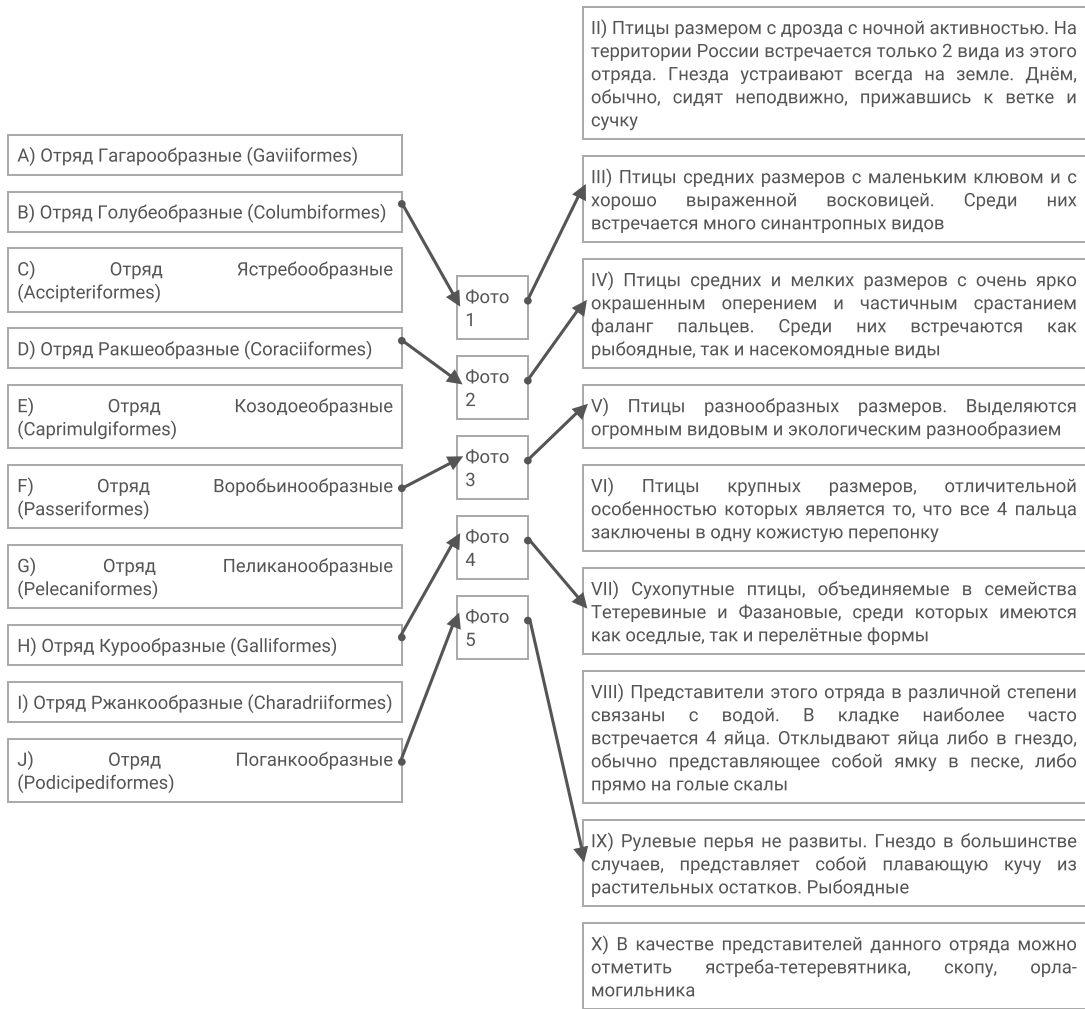 A) Отряд Гагарообразные (Gaviiformes)
B) Отряд Голубеобразные (Columbiformes)
C) Отряд Ястребообразные
(Accipteriformes)
D) Отряд Ракшеобразные (Coraciiformes)
E) Отряд Козодоеобразные
(Caprimulgiformes)
F) Отряд Воробьинообразные
(Passeriformes)
G) Отряд Пеликанообразные
(Pelecaniformes)
H) Отряд Курообразные (Galliformes)
I) Отряд Ржанкообразные (Charadriiformes)
J) Отряд Поганкообразные
(Podicipediformes)
Фото
1
Фото
2
Фото
3
Фото
4
Фото
5
II) Птицы размером с дрозда с ночной активностью. На
территории России встречается только 2 вида из этого
отряда. Гнезда устраивают всегда на земле. Днём,
обычно, сидят неподвижно, прижавшись к ветке и
сучку
III) Птицы средних размеров с маленьким клювом и с
хорошо выраженной восковицей. Среди них
встречается много синантропных видов
IV) Птицы средних и мелких размеров с очень ярко
окрашенным оперением и частичным срастанием
фаланг пальцев. Среди них встречаются как
рыбоядные, так и насекомоядные виды
V) Птицы разнообразных размеров. Выделяются
огромным видовым и экологическим разнообразием
VI) Птицы крупных размеров, отличительной
особенностью которых является то, что все 4 пальца
заключены в одну кожистую перепонку
VII) Сухопутные птицы, объединяемые в семейства
Тетеревиные и Фазановые, среди которых имеются
как оседлые, так и перелётные формы
VIII) Представители этого отряда в различной степени
связаны с водой. В кладке наиболее часто
встречается 4 яйца. Отклыдвают яйца либо в гнездо,
обычно представляющее собой ямку в песке, либо
прямо на голые скалы
IX) Рулевые перья не развиты. Гнездо в большинстве
случаев, представляет собой плавающую кучу из
растительных остатков. Рыбоядные
X) В качестве представителей данного отряда можно
отметить ястреба-тетеревятника, скопу, орла-
могильника